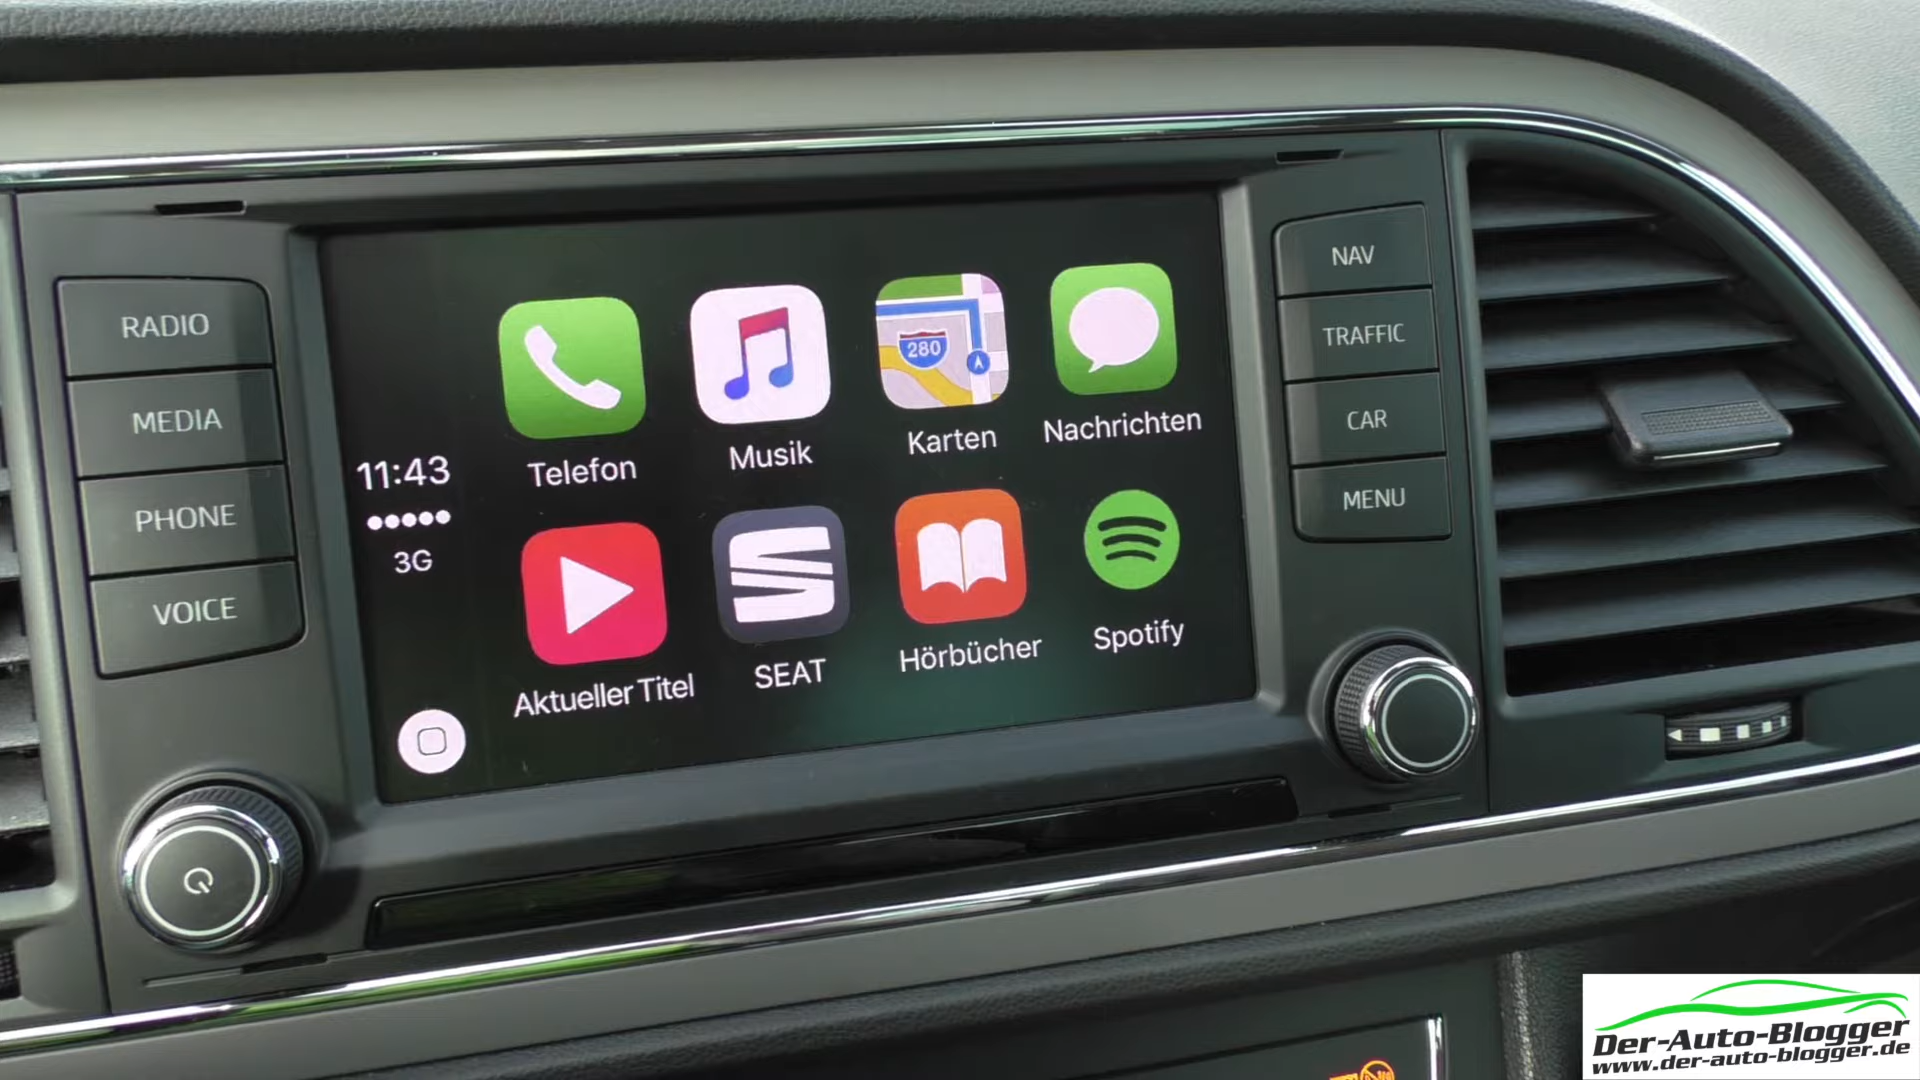 RADIO
MEDIA
PHONE
VOICE
11:43
3G
Telefon
Musik
280
Karten
Nachrichten
Aktueller Titel
SEAT
Hörbücher
Spotify
NAV
TRAFFIC
CAR
MENU
Der-Auto-Blogger
www.der-auto-blogger.de